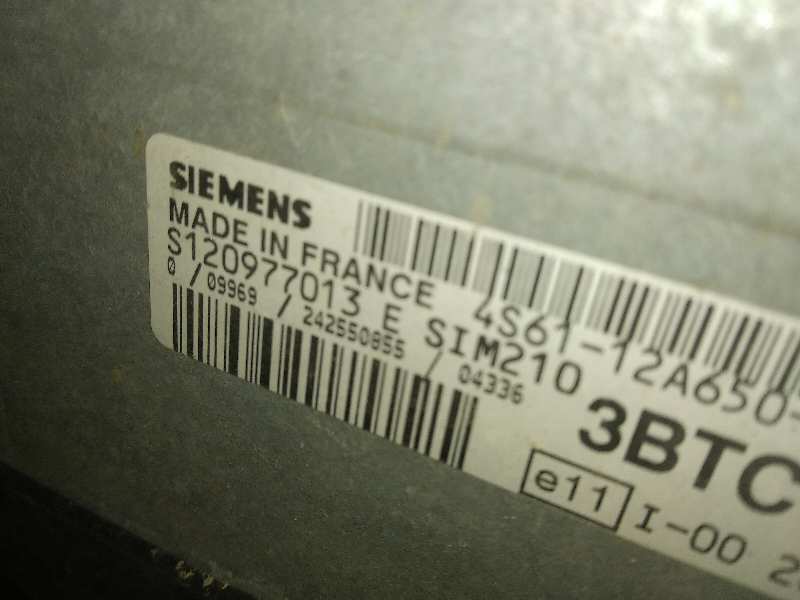 SIEMENS
MADE IN FRANCE
4S61-12A650-
S120977013 E SIM210
0 / 09969 / 242550855 / 04336
3BTC
e11 I-00